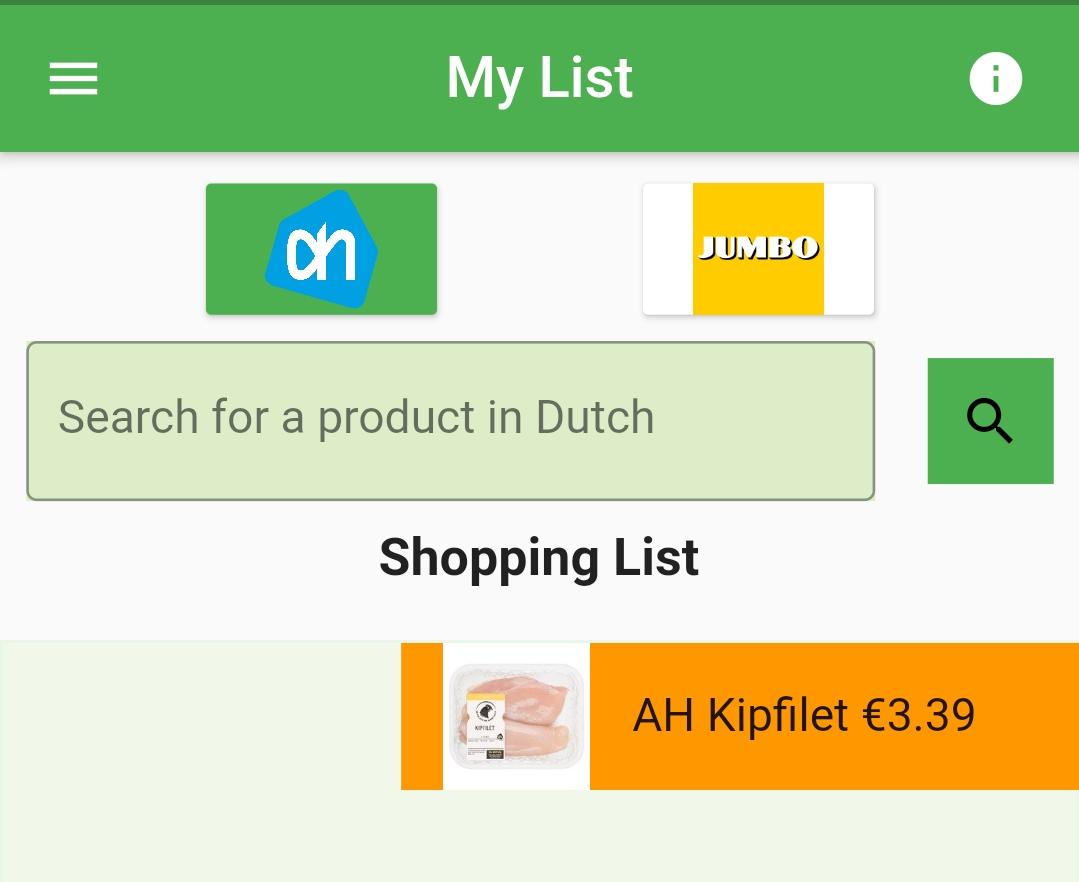 My List
ah
JUMBO
Search for a product in Dutch
Shopping List
KIPFILET
AH Kipfilet €3.39